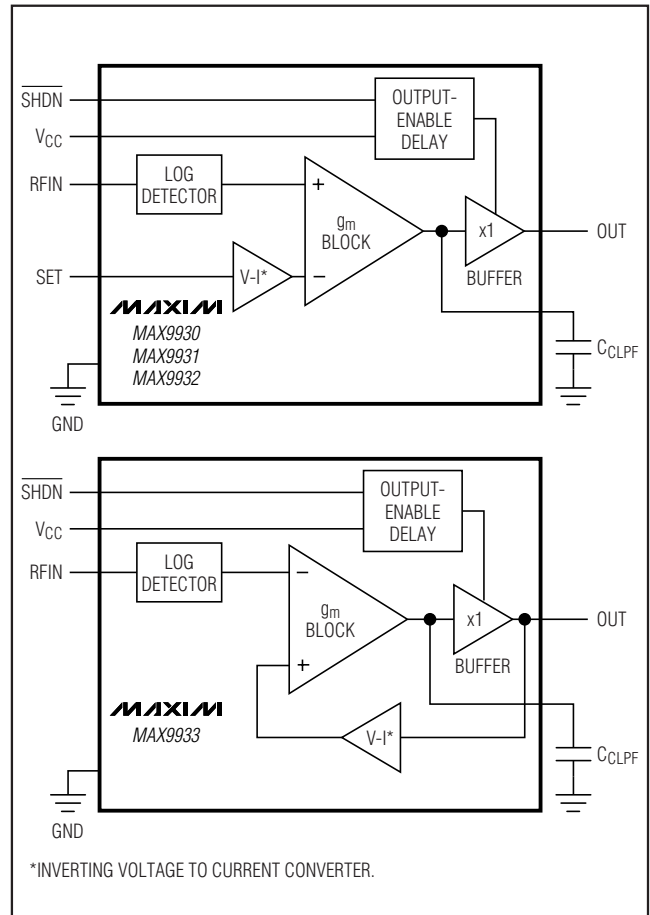 SHDN
VCC
RFIN
SET
GND
LOG
DETECTOR
V-I*
+
−
gm
BLOCK
OUTPUT-
ENABLE
DELAY
x1
BUFFER
OUT
CCLPF
MAXIM
MAX9930
MAX9931
MAX9932
SHDN
VCC
RFIN
GND
LOG
DETECTOR
−
+
gm
BLOCK
OUTPUT-
ENABLE
DELAY
x1
BUFFER
OUT
V-I*
CCLPF
MAXIM
MAX9933
*INVERTING VOLTAGE TO CURRENT CONVERTER.